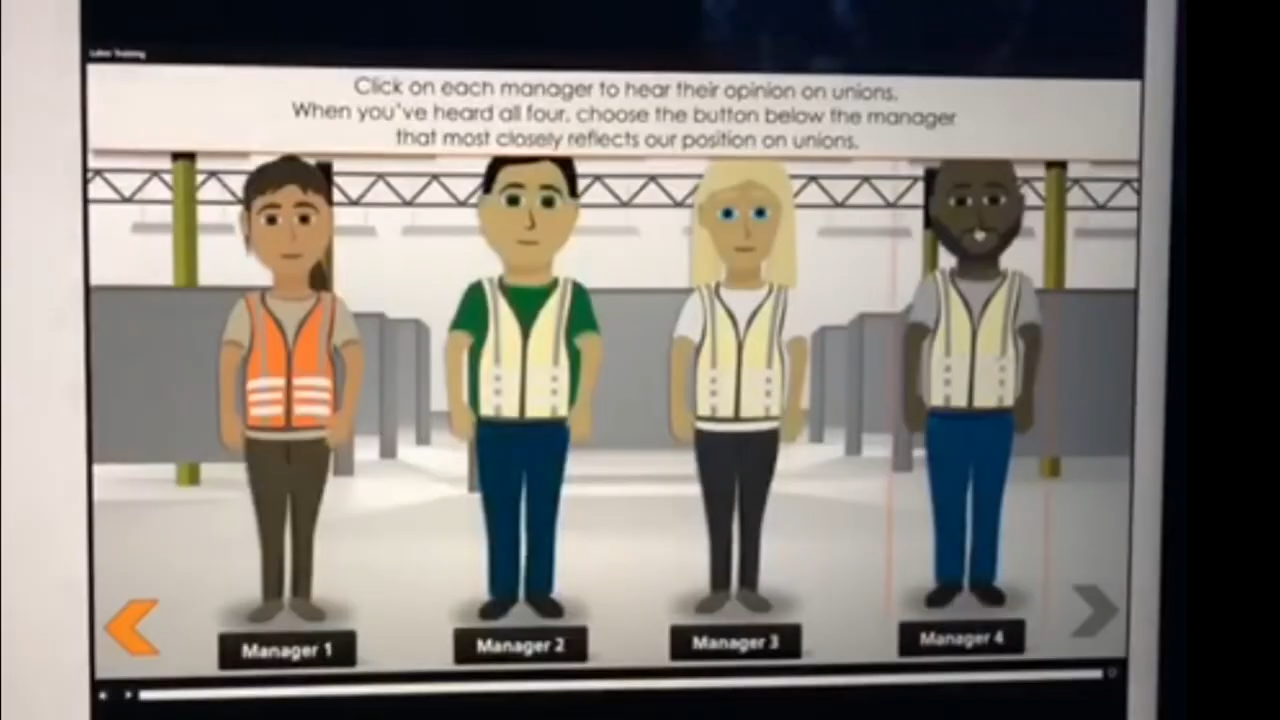 Labor Training
Click on each manager to hear their opinion on unions.
When you've heard all four, choose the button below the manager
that most closely reflects our position on unions.
Manager 1
Manager 2
Manager 3
Manager 4